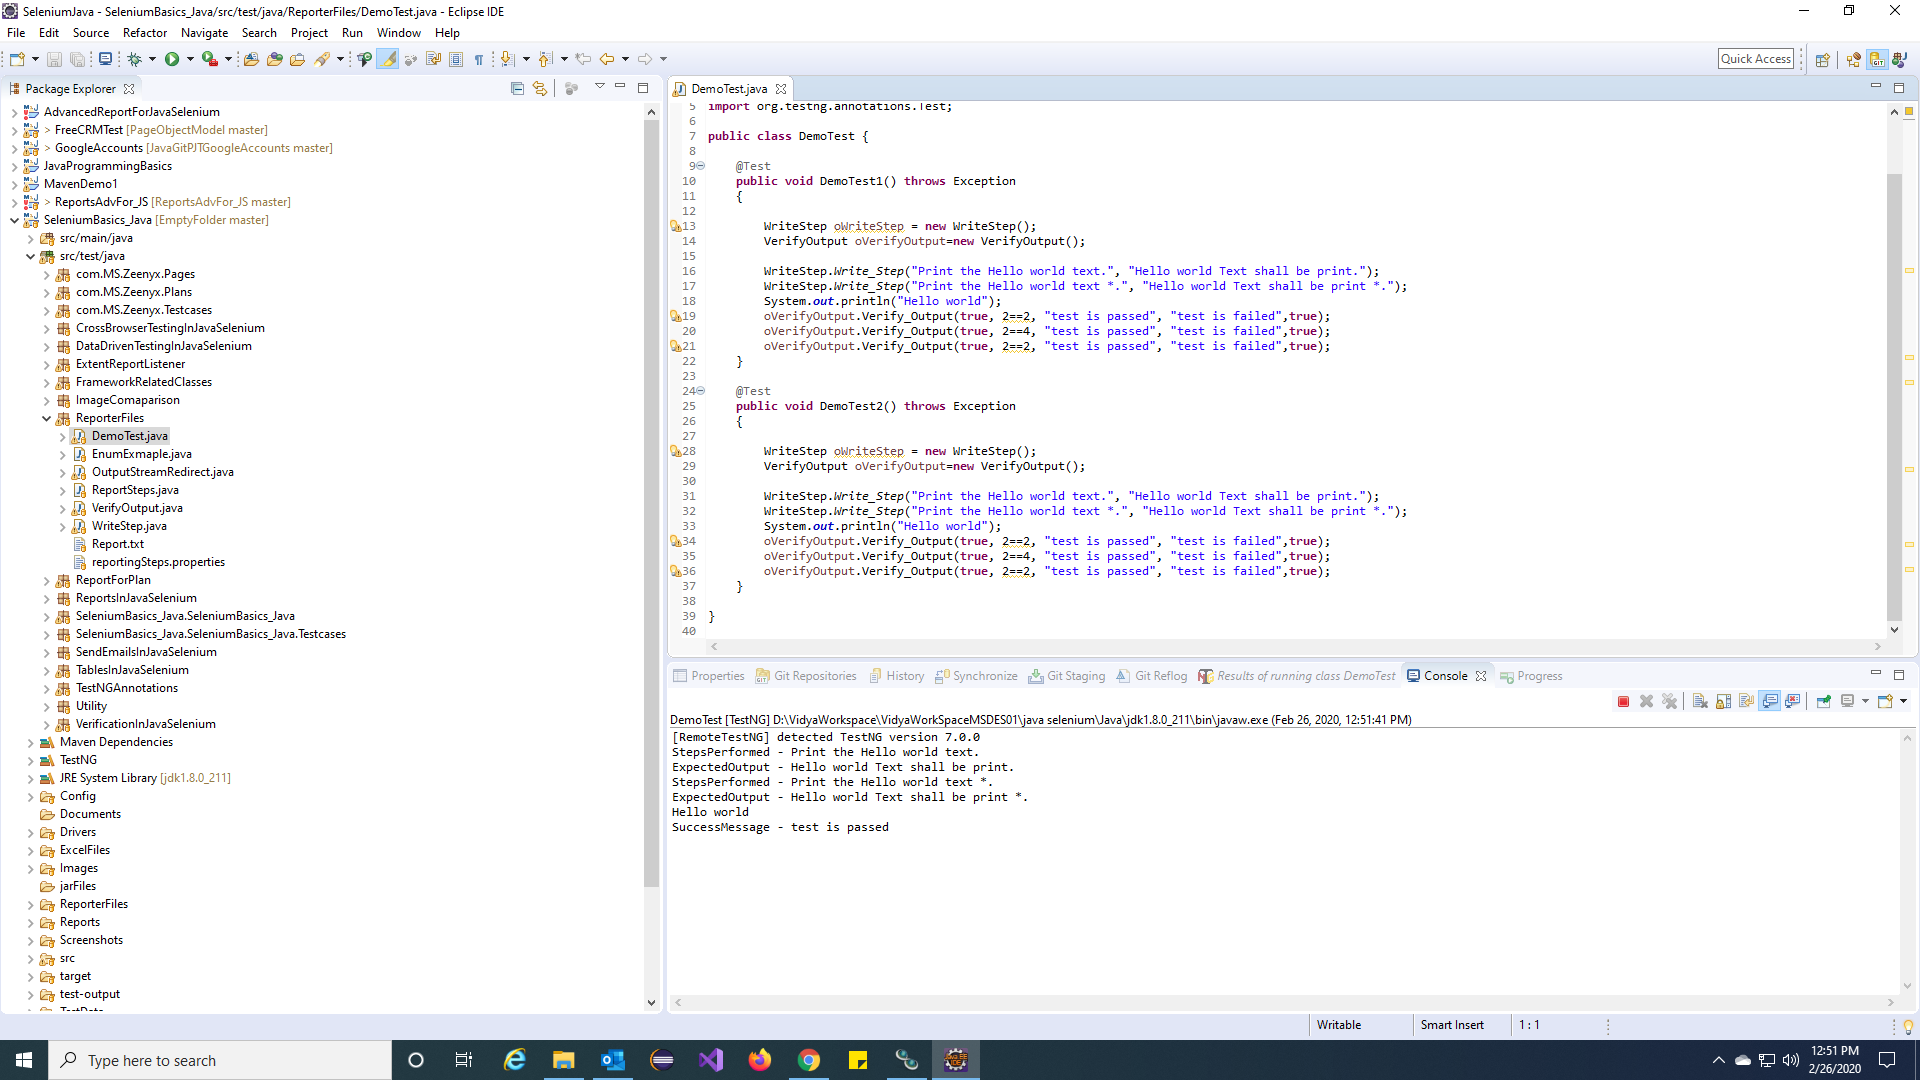 SeleniumJava - SeleniumBasics_Java/src/test/java/ReporterFiles/DemoTest.java - Eclipse IDE
File Edit Source Refactor Navigate Search Project Run Window Help
Quick Access
Package Explorer
AdvancedReportForJavaSelenium
> FreeCRMTest [PageObjectModel master]
> GoogleAccounts [JavaGitPJTGoogleAccounts master]
JavaProgrammingBasics
MavenDemo1
> ReportsAdvFor_JS [ReportsAdvFor_JS master]
SeleniumBasics_Java [EmptyFolder master]
src/main/java
src/test/java
com.MS.Zeenyx.Pages
com.MS.Zeenyx.Plans
com.MS.Zeenyx.Testcases
CrossBrowserTestingInJavaSelenium
DataDrivenTestingInJavaSelenium
ExtentReportListener
FrameworkRelatedClasses
ImageComaparison
ReporterFiles
DemoTest.java
EnumExmaple.java
OutputStreamRedirect.java
ReportSteps.java
VerifyOutput.java
WriteStep.java
Report.txt
reportingSteps.properties
ReportForPlan
ReportsInJavaSelenium
SeleniumBasics_Java.SeleniumBasics_Java
SeleniumBasics_Java.SeleniumBasics_Java.Testcases
SendEmailsInJavaSelenium
TablesInJavaSelenium
TestNGAnnotations
Utility
VerificationInJavaSelenium
Maven Dependencies
TestNG
JRE System Library [jdk1.8.0_211]
Config
Documents
Drivers
ExcelFiles
Images
jarFiles
ReporterFiles
Reports
Screenshots
src
target
test-output
TestData
DemoTest.java
5 import org.testng.annotations.Test;
6
7 public class DemoTest {
8
9 @Test
10 public void DemoTest1() throws Exception
11 {
12
13 WriteStep oWriteStep = new WriteStep();
14 VerifyOutput oVerifyOutput=new VerifyOutput();
15
16 WriteStep.Write_Step("Print the Hello world text.", "Hello world Text shall be print.");
17 WriteStep.Write_Step("Print the Hello world text *.", "Hello world Text shall be print *.");
18 System.out.println("Hello world");
19 oVerifyOutput.Verify_Output(true, 2==2, "test is passed", "test is failed",true);
20 oVerifyOutput.Verify_Output(true, 2==4, "test is passed", "test is failed",true);
21 oVerifyOutput.Verify_Output(true, 2==2, "test is passed", "test is failed",true);
22 }
23
24 @Test
25 public void DemoTest2() throws Exception
26 {
27
28 WriteStep oWriteStep = new WriteStep();
29 VerifyOutput oVerifyOutput=new VerifyOutput();
30
31 WriteStep.Write_Step("Print the Hello world text.", "Hello world Text shall be print.");
32 WriteStep.Write_Step("Print the Hello world text *.", "Hello world Text shall be print *.");
33 System.out.println("Hello world");
34 oVerifyOutput.Verify_Output(true, 2==2, "test is passed", "test is failed",true);
35 oVerifyOutput.Verify_Output(true, 2==4, "test is passed", "test is failed",true);
36 oVerifyOutput.Verify_Output(true, 2==2, "test is passed", "test is failed",true);
37 }
38
39 }
40
Properties Git Repositories History Synchronize Git Staging Git Reflog Results of running class DemoTest Console Progress
DemoTest [TestNG] D:\VidyaWorkspace\VidyaWorkSpaceMSDES01\java selenium\Java\jdk1.8.0_211\bin\javaw.exe (Feb 26, 2020, 12:51:41 PM)
[RemoteTestNG] detected TestNG version 7.0.0
StepsPerformed - Print the Hello world text.
ExpectedOutput - Hello world Text shall be print.
StepsPerformed - Print the Hello world text *.
ExpectedOutput - Hello world Text shall be print *.
Hello world
SuccessMessage - test is passed
Writable Smart Insert 1 : 1
Type here to search
12:51 PM
2/26/2020